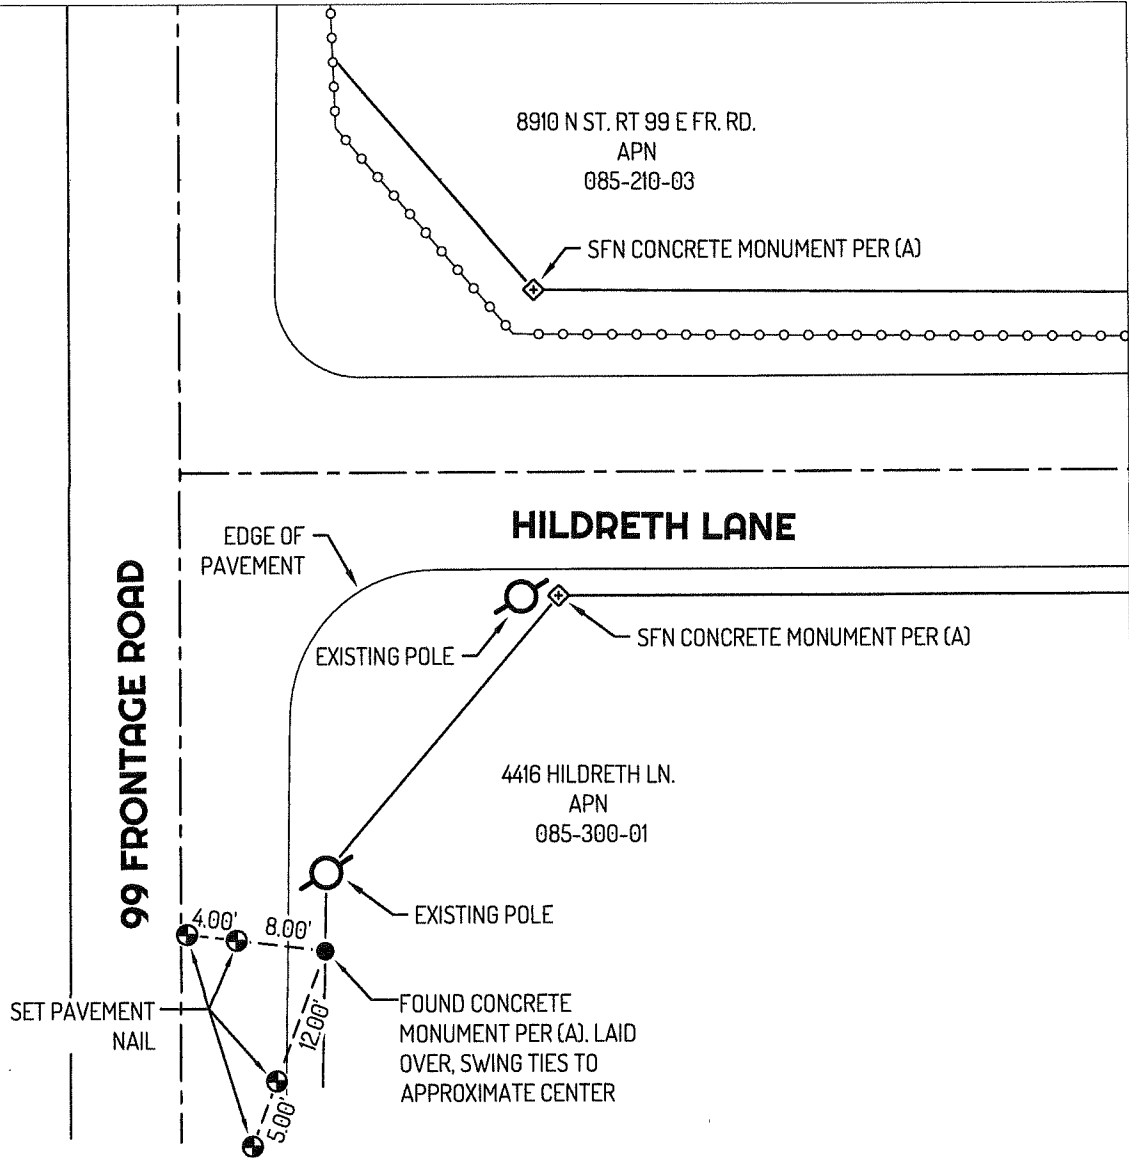 8910 N ST. RT 99 E FR. RD.
APN
085-210-03
SFN CONCRETE MONUMENT PER (A)
HILDRETH LANE
EDGE OF
PAVEMENT
EXISTING POLE
SFN CONCRETE MONUMENT PER (A)
99 FRONTAGE ROAD
4416 HILDRETH LN.
APN
085-300-01
EXISTING POLE
4.00'
8.00'
SET PAVEMENT
NAIL
12.00'
FOUND CONCRETE
MONUMENT PER (A). LAID
OVER, SWING TIES TO
APPROXIMATE CENTER
5.00'